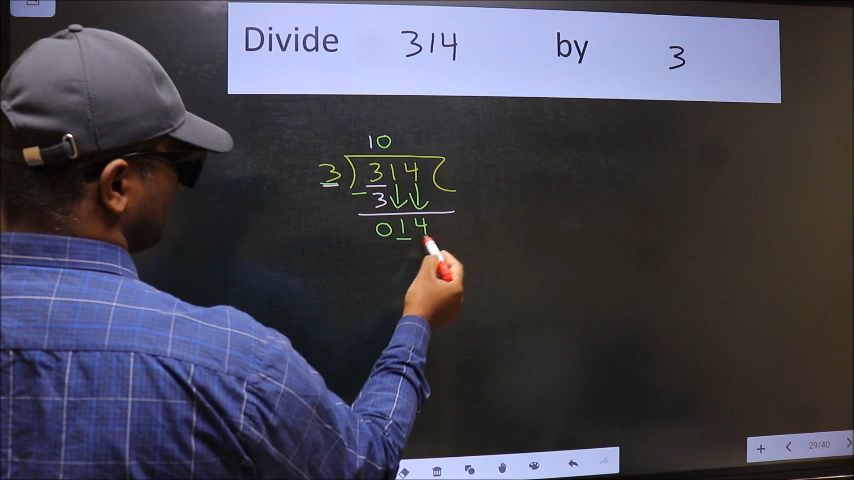 Divide 314 by 3
10
3 ) 314 (
- 3 ↓ ↓
014
29/40